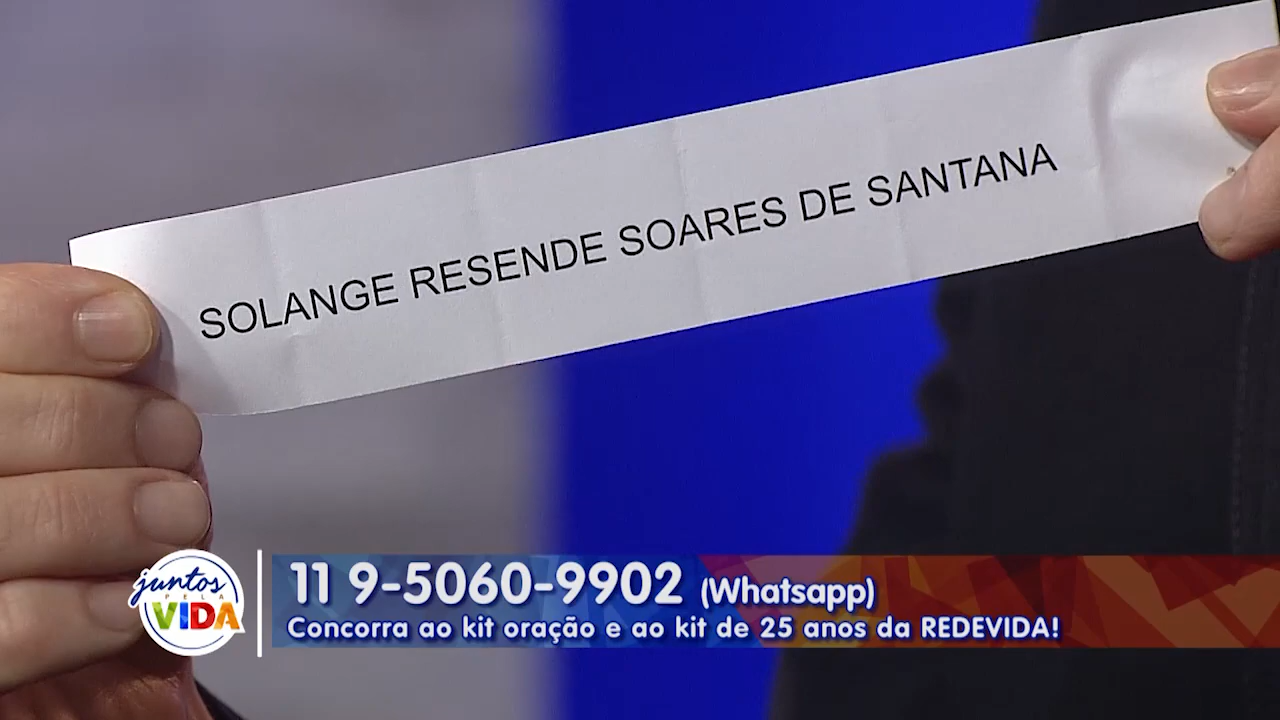 SOLANGE RESENDE SOARES DE SANTANA
juntos
PELA
VIDA
11 9-5060-9902 (Whatsapp)
Concorra ao kit oração e ao kit de 25 anos da REDEVIDA!